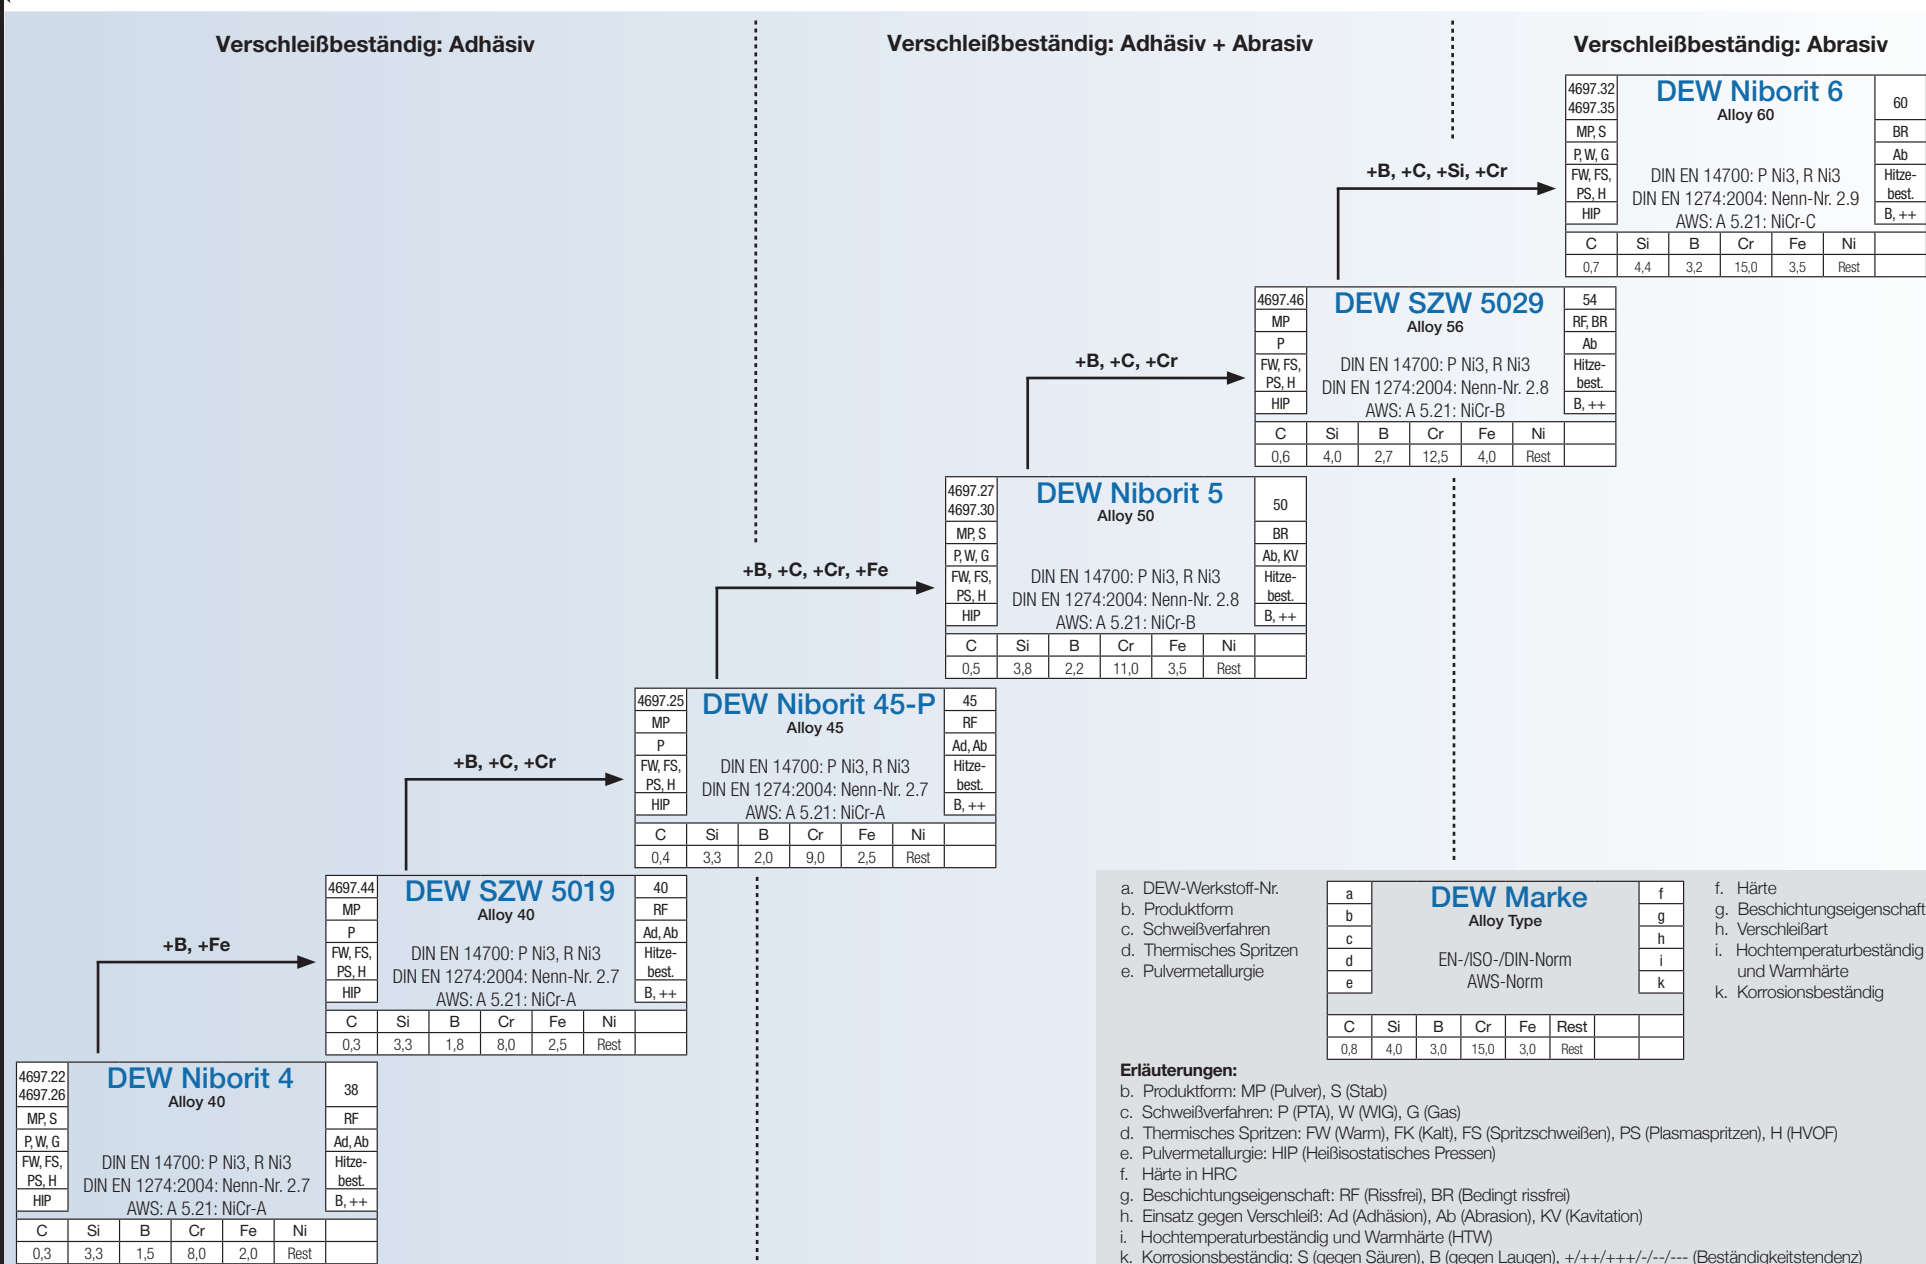 Verschleißbeständig: Adhäsiv
Verschleißbeständig: Adhäsiv + Abrasiv
Verschleißbeständig: Abrasiv
4697.32
4697.35
DEW Niborit 6
Alloy 60
60
MP, S
BR
P, W, G
Ab
FW, FS,
PS, H
DIN EN 14700: P Ni3, R Ni3
Hitze-
best.
DIN EN 1274:2004: Nenn-Nr. 2.9
HIP
AWS: A 5.21: NiCr-C
B, ++
C Si B Cr Fe Ni
0,7 4,4 3,2 15,0 3,5 Rest
+B, +C, +Si, +Cr
4697.46
DEW SZW 5029
54
MP
Alloy 56
RF, BR
P
Ab
FW, FS,
PS, H
DIN EN 14700: P Ni3, R Ni3
Hitze-
best.
DIN EN 1274:2004: Nenn-Nr. 2.8
HIP
AWS: A 5.21: NiCr-B
B, ++
C Si B Cr Fe Ni
0,6 4,0 2,7 12,5 4,0 Rest
+B, +C, +Cr
4697.27
4697.30
DEW Niborit 5
Alloy 50
50
MP, S
BR
P, W, G
Ab, KV
FW, FS,
PS, H
DIN EN 14700: P Ni3, R Ni3
Hitze-
best.
DIN EN 1274:2004: Nenn-Nr. 2.8
HIP
AWS: A 5.21: NiCr-B
B, ++
C Si B Cr Fe Ni
0,5 3,8 2,2 11,0 3,5 Rest
+B, +C, +Cr, +Fe
4697.25
DEW Niborit 45-P
45
MP
Alloy 45
RF
P
Ad, Ab
FW, FS,
PS, H
DIN EN 14700: P Ni3, R Ni3
Hitze-
best.
DIN EN 1274:2004: Nenn-Nr. 2.7
HIP
AWS: A 5.21: NiCr-A
B, ++
C Si B Cr Fe Ni
0,4 3,3 2,0 9,0 2,5 Rest
+B, +C, +Cr
4697.44
DEW SZW 5019
40
MP
Alloy 40
RF
P
Ad, Ab
FW, FS,
PS, H
DIN EN 14700: P Ni3, R Ni3
Hitze-
best.
DIN EN 1274:2004: Nenn-Nr. 2.7
HIP
AWS: A 5.21: NiCr-A
B, ++
C Si B Cr Fe Ni
0,3 3,3 1,8 8,0 2,5 Rest
+B, +Fe
4697.22
4697.26
DEW Niborit 4
Alloy 40
38
MP, S
RF
P, W, G
Ad, Ab
FW, FS,
PS, H
DIN EN 14700: P Ni3, R Ni3
Hitze-
best.
DIN EN 1274:2004: Nenn-Nr. 2.7
HIP
AWS: A 5.21: NiCr-A
B, ++
C Si B Cr Fe Ni
0,3 3,3 1,5 8,0 2,0 Rest
a. DEW-Werkstoff-Nr.
b. Produktform
c. Schweißverfahren
d. Thermisches Spritzen
e. Pulvermetallurgie
a DEW Marke f
b Alloy Type g
c h
d EN-/ISO-/DIN-Norm i
e AWS-Norm k
C Si B Cr Fe Rest
0,8 4,0 3,0 15,0 3,0 Rest
f. Härte
g. Beschichtungseigenschaft
h. Verschleißart
i. Hochtemperaturbeständig
und Warmhärte
k. Korrosionsbeständig
Erläuterungen:
b. Produktform: MP (Pulver), S (Stab)
c. Schweißverfahren: P (PTA), W (WIG), G (Gas)
d. Thermisches Spritzen: FW (Warm), FK (Kalt), FS (Spritzschweißen), PS (Plasmaspritzen), H (HVOF)
e. Pulvermetallurgie: HIP (Heißisostatisches Pressen)
f. Härte in HRC
g. Beschichtungseigenschaft: RF (Rissfrei), BR (Bedingt rissfrei)
h. Einsatz gegen Verschleiß: Ad (Adhäsion), Ab (Abrasion), KV (Kavitation)
i. Hochtemperaturbeständig und Warmhärte (HTW)
k. Korrosionsbeständig: S (gegen Säuren), B (gegen Laugen), +/++/+++/-/--/--- (Beständigkeitstendenz)